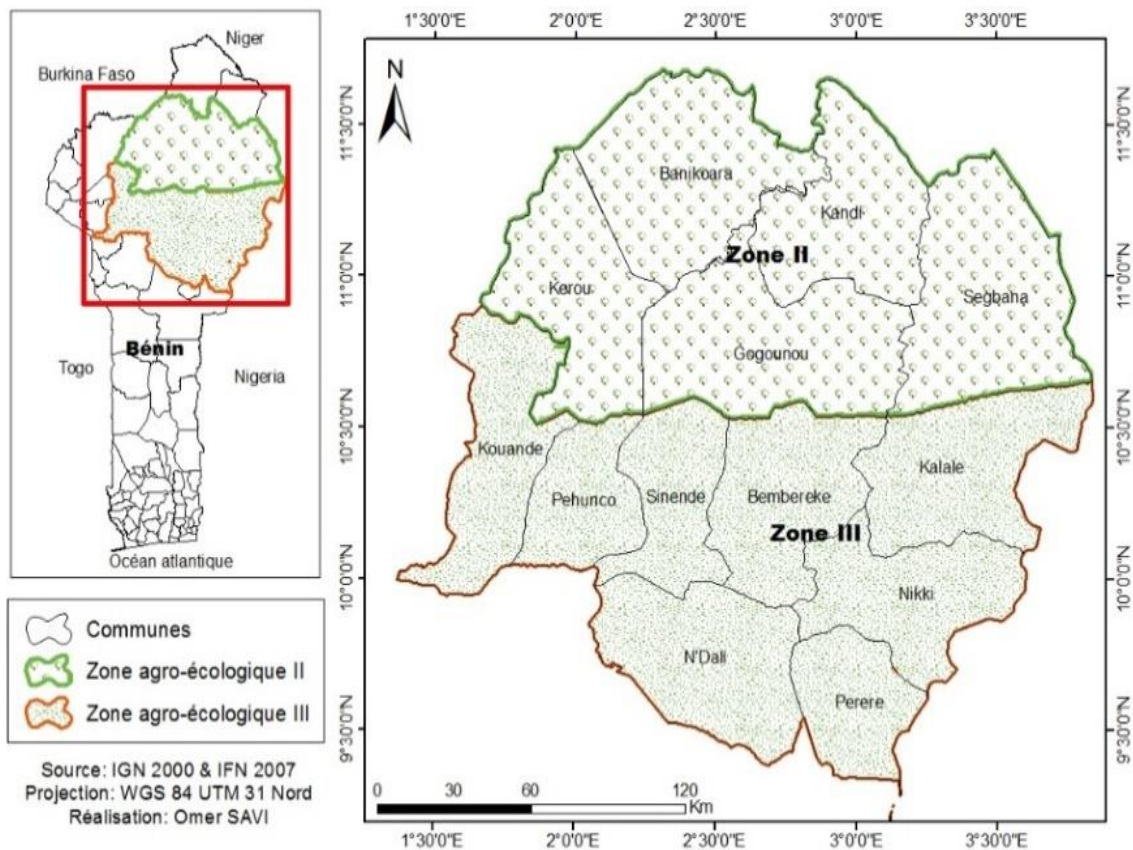 Niger
Burkina Faso
Bénin
Togo
Nigeria
Océan atlantique
Communes
Zone agro-écologique II
Zone agro-écologique III
Source: IGN 2000 & IFN 2007
Projection: WGS 84 UTM 31 Nord
Réalisation: Omer SAVI
1°30'0"E 2°0'0"E 2°30'0"E 3°0'0"E 3°30'0"E
N
11°30'0"N 11°30'0"N
Banikoara
Kandi
Zone II
11°0'0"N 11°0'0"N
Kerou
Segbana
Gogounou
10°30'0"N 10°30'0"N
Kouande
Kalale
Pehunco
Sinende
Bembereke
Zone III
10°0'0"N 10°0'0"N
Nikki
N'Dali
Perere
9°30'0"N 9°30'0"N
0 30 60 120
Km
1°30'0"E 2°0'0"E 2°30'0"E 3°0'0"E 3°30'0"E